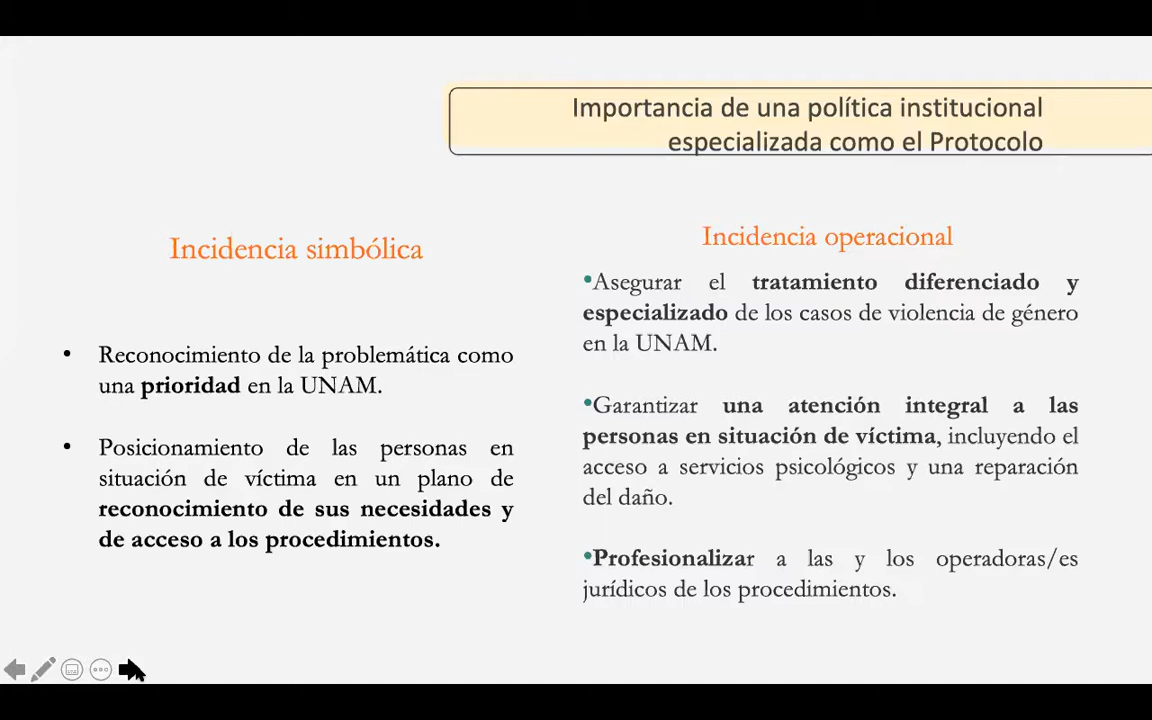 Importancia de una política institucional
especializada como el Protocolo
Incidencia simbólica
• Reconocimiento de la problemática como
una prioridad en la UNAM.
• Posicionamiento de las personas en
situación de víctima en un plano de
reconocimiento de sus necesidades y
de acceso a los procedimientos.
Incidencia operacional
•Asegurar el tratamiento diferenciado y
especializado de los casos de violencia de género
en la UNAM.
•Garantizar una atención integral a las
personas en situación de víctima, incluyendo el
acceso a servicios psicológicos y una reparación
del daño.
•Profesionalizar a las y los operadoras/es
jurídicos de los procedimientos.